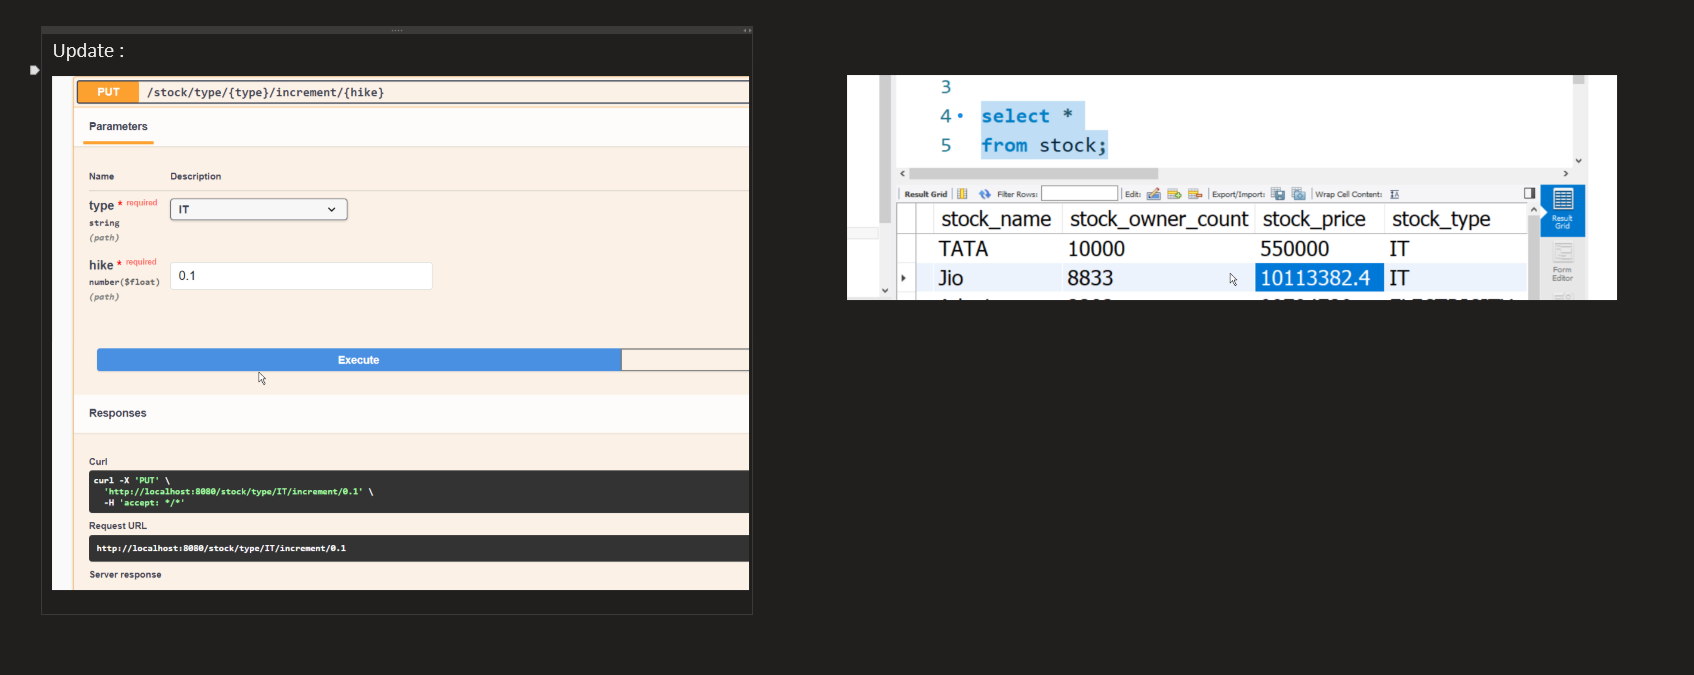 Update :
PUT /stock/type/{type}/increment/{hike}
Parameters
Name Description
type * required
string
(path)
IT
hike * required
number($float)
(path)
0.1
Execute
Responses
Curl
curl -X 'PUT' \
'http://localhost:8080/stock/type/IT/increment/0.1' \
-H 'accept: */*'
Request URL
http://localhost:8080/stock/type/IT/increment/0.1
Server response
3
4 select *
5 from stock;
Result Grid Filter Rows: Edit: Export/Import: Wrap Cell Content:
stock_name stock_owner_count stock_price stock_type
TATA 10000 550000 IT
Jio 8833 10113382.4 IT
Result
Grid
Form
Editor